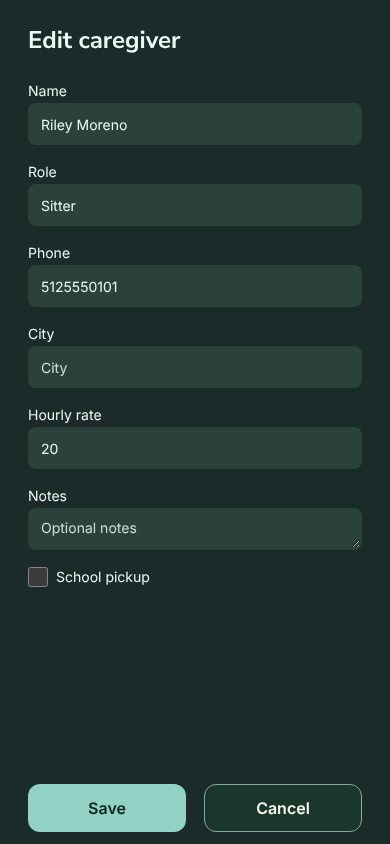 Edit caregiver
Name
Riley Moreno
Role
Sitter
Phone
5125550101
City
City
Hourly rate
20
Notes
Optional notes
School pickup
Save Cancel